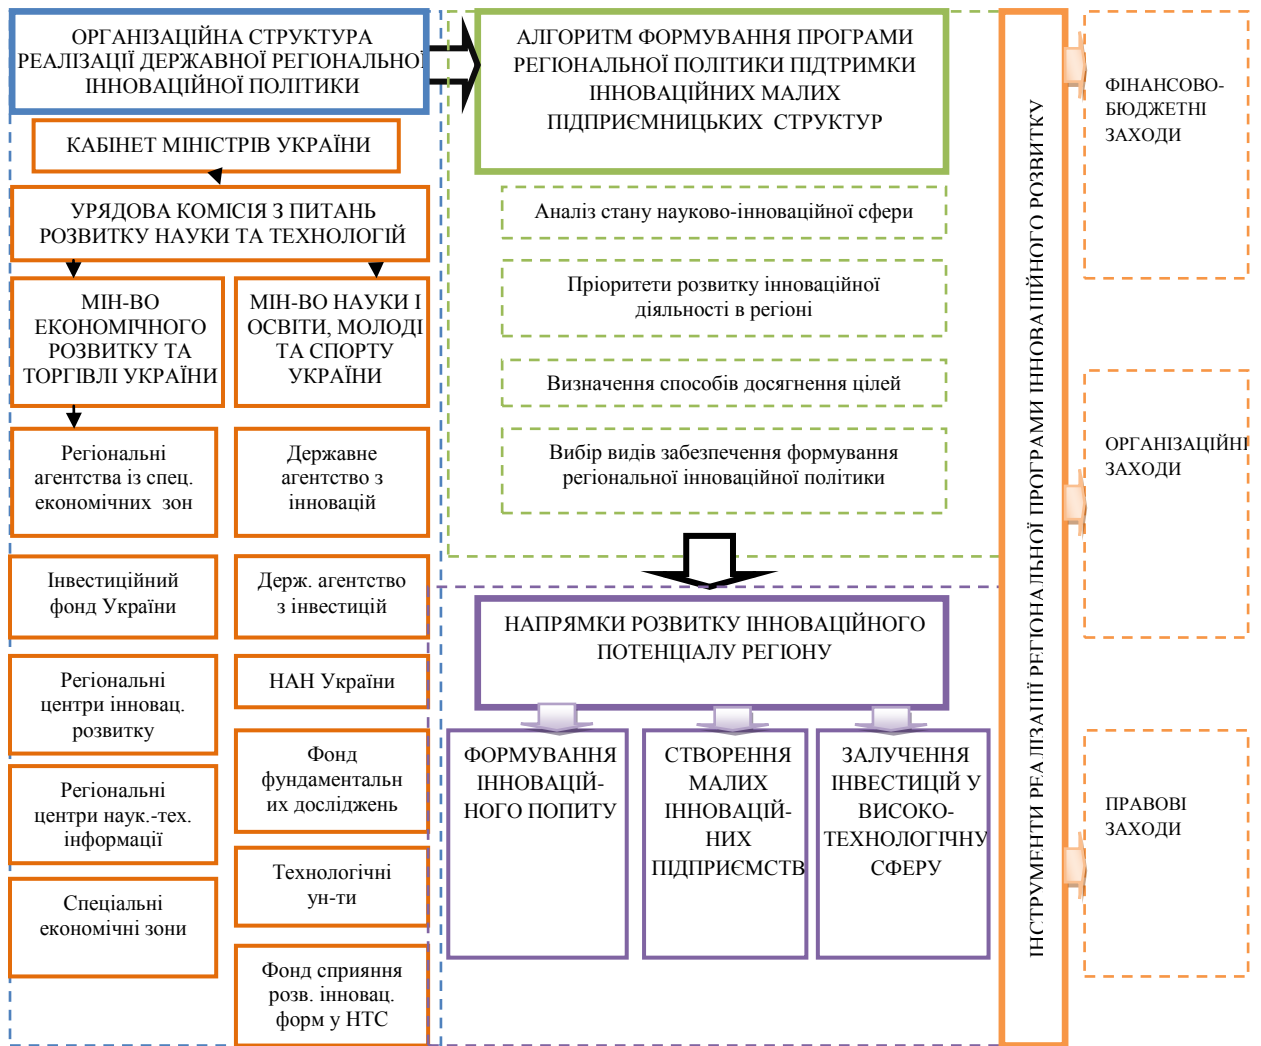 ОРГАНІЗАЦІЙНА СТРУКТУРА
РЕАЛІЗАЦІЇ ДЕРЖАВНОЇ РЕГІОНАЛЬНОЇ
ІННОВАЦІЙНОЇ ПОЛІТИКИ
КАБІНЕТ МІНІСТРІВ УКРАЇНИ
УРЯДОВА КОМІСІЯ З ПИТАНЬ
РОЗВИТКУ НАУКИ ТА ТЕХНОЛОГІЙ
МІН-ВО
ЕКОНОМІЧНОГО
РОЗВИТКУ ТА
ТОРГІВЛІ УКРАЇНИ
МІН-ВО НАУКИ І
ОСВІТИ, МОЛОДІ
ТА СПОРТУ
УКРАЇНИ
Регіональні
агентства із спец.
економічних зон
Державне
агентство з
інновацій
Інвестиційний
фонд України
Держ. агентство
з інвестицій
Регіональні
центри інновац.
розвитку
НАН України
Регіональні
центри наук.-тех.
інформації
Фонд
фундаментальн
их досліджень
Спеціальні
економічні зони
Технологічні
ун-ти
Фонд сприяння
розв. інновац.
форм у НТС
АЛГОРИТМ ФОРМУВАННЯ ПРОГРАМИ
РЕГІОНАЛЬНОЇ ПОЛІТИКИ ПІДТРИМКИ
ІННОВАЦІЙНИХ МАЛИХ
ПІДПРИЄМНИЦЬКИХ СТРУКТУР
Аналіз стану науково-інноваційної сфери
Пріоритети розвитку інноваційної
діяльності в регіоні
Визначення способів досягнення цілей
Вибір видів забезпечення формування
регіональної інноваційної політики
НАПРЯМКИ РОЗВИТКУ ІННОВАЦІЙНОГО
ПОТЕНЦІАЛУ РЕГІОНУ
ФОРМУВАННЯ
ІННОВАЦІЙ-
НОГО ПОПИТУ
СТВОРЕННЯ
МАЛИХ
ІННОВАЦІЙ-
НИХ
ПІДПРИЄМСТВ
ЗАЛУЧЕННЯ
ІНВЕСТИЦІЙ У
ВИСОКО-
ТЕХНОЛОГІЧНУ
СФЕРУ
ІНСТРУМЕНТИ РЕАЛІЗАЦІЇ РЕГІОНАЛЬНОЇ ПРОГРАМИ ІННОВАЦІЙНОГО РОЗВИТКУ
ФІНАНСОВО-
БЮДЖЕТНІ
ЗАХОДИ
ОРГАНІЗАЦІЙНІ
ЗАХОДИ
ПРАВОВІ
ЗАХОДИ